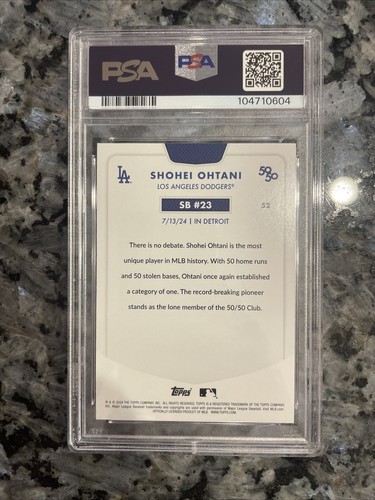 PSA
PSA
104710604
LA
SHOHEI OHTANI
LOS ANGELES DODGERS®
50/50
SB #23
52
7/13/24 | IN DETROIT
There is no debate. Shohei Ohtani is the most
unique player in MLB history. With 50 home runs
and 50 stolen bases, Ohtani once again established
a category of one. The record-breaking pioneer
stands as the lone member of the 50/50 Club.
Topps